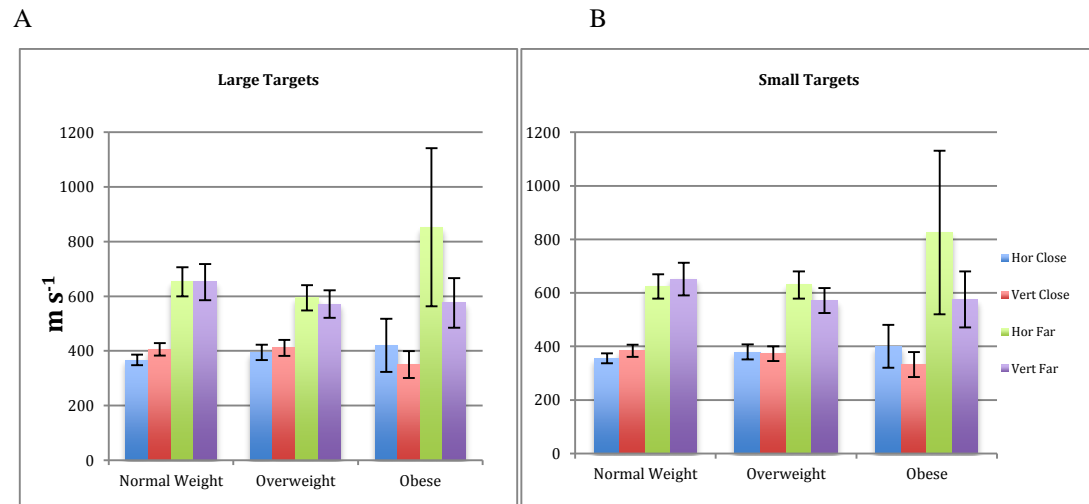 A
B
Large Targets
m s-1
1200
1000
800
600
400
200
0
Normal Weight
Overweight
Obese
Small Targets
1200
1000
800
600
400
200
0
Normal Weight
Overweight
Obese
Hor Close
Vert Close
Hor Far
Vert Far